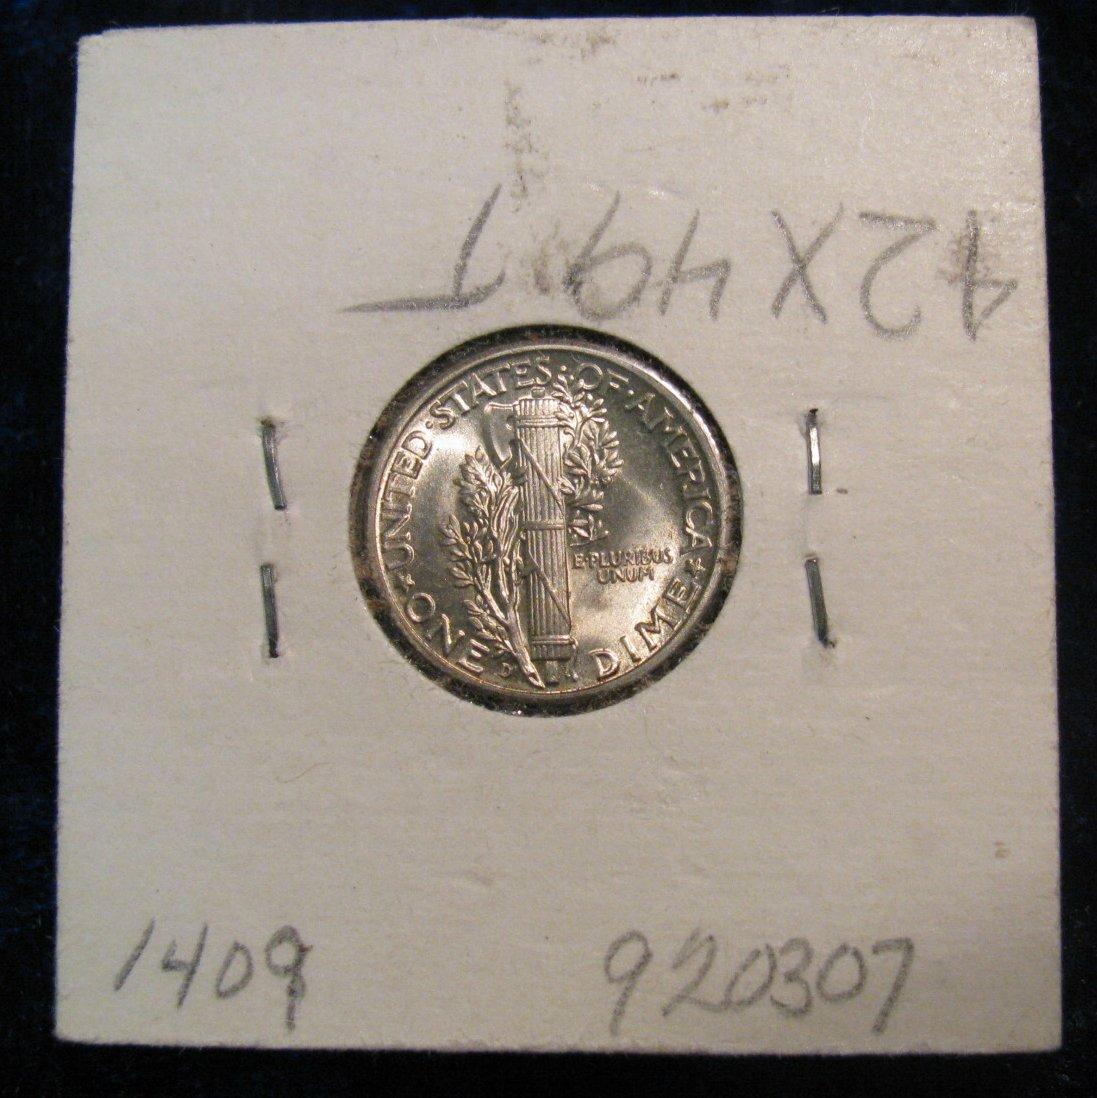 42X49T
UNITED·STATES·OF·AMERICA
E·PLURIBUS
UNUM
ONE D DIME
1409 920307